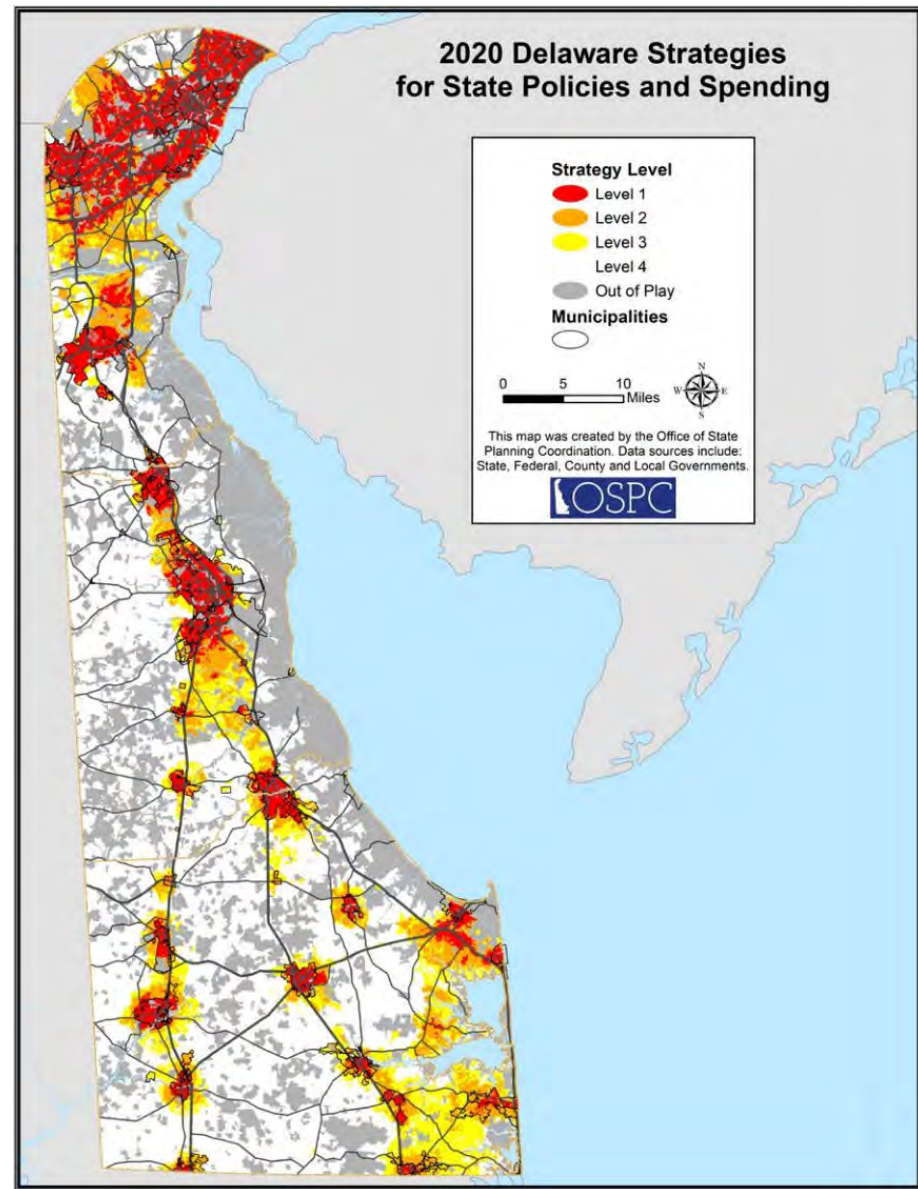 2020 Delaware Strategies
for State Policies and Spending
Strategy Level
Level 1
Level 2
Level 3
Level 4
Out of Play
Municipalities
0 5 10
Miles
N
W E
S
This map was created by the Office of State
Planning Coordination. Data sources include:
State, Federal, County and Local Governments.
OSPC